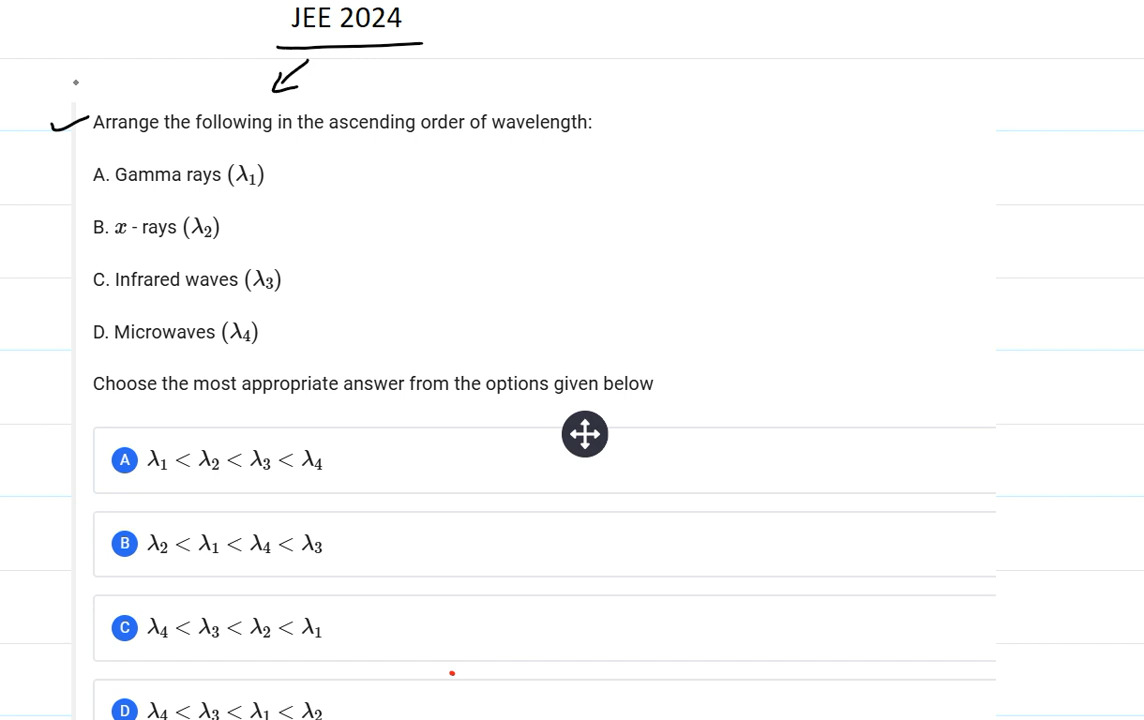 JEE 2024
Arrange the following in the ascending order of wavelength:
A. Gamma rays (λ₁)
B. x - rays (λ₂)
C. Infrared waves (λ₃)
D. Microwaves (λ₄)
Choose the most appropriate answer from the options given below
A λ₁ < λ₂ < λ₃ < λ₄
B λ₂ < λ₁ < λ₄ < λ₃
C λ₄ < λ₃ < λ₂ < λ₁
D λ₄ < λ₃ < λ₁ < λ₂